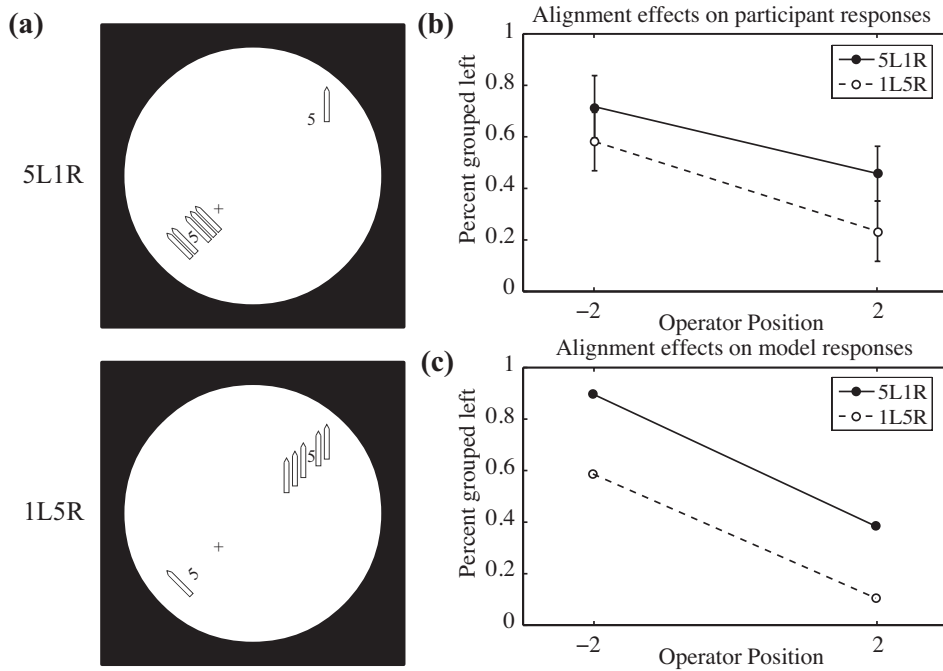 (a)
5
5L1R
5
+
5
1L5R
+
5
(b)
Alignment effects on participant responses
1
0.8
0.6
0.4
0.2
0
Percent grouped left
5L1R
1L5R
−2
2
Operator Position
(c)
Alignment effects on model responses
1
0.8
0.6
0.4
0.2
0
Percent grouped left
5L1R
1L5R
−2
2
Operator Position